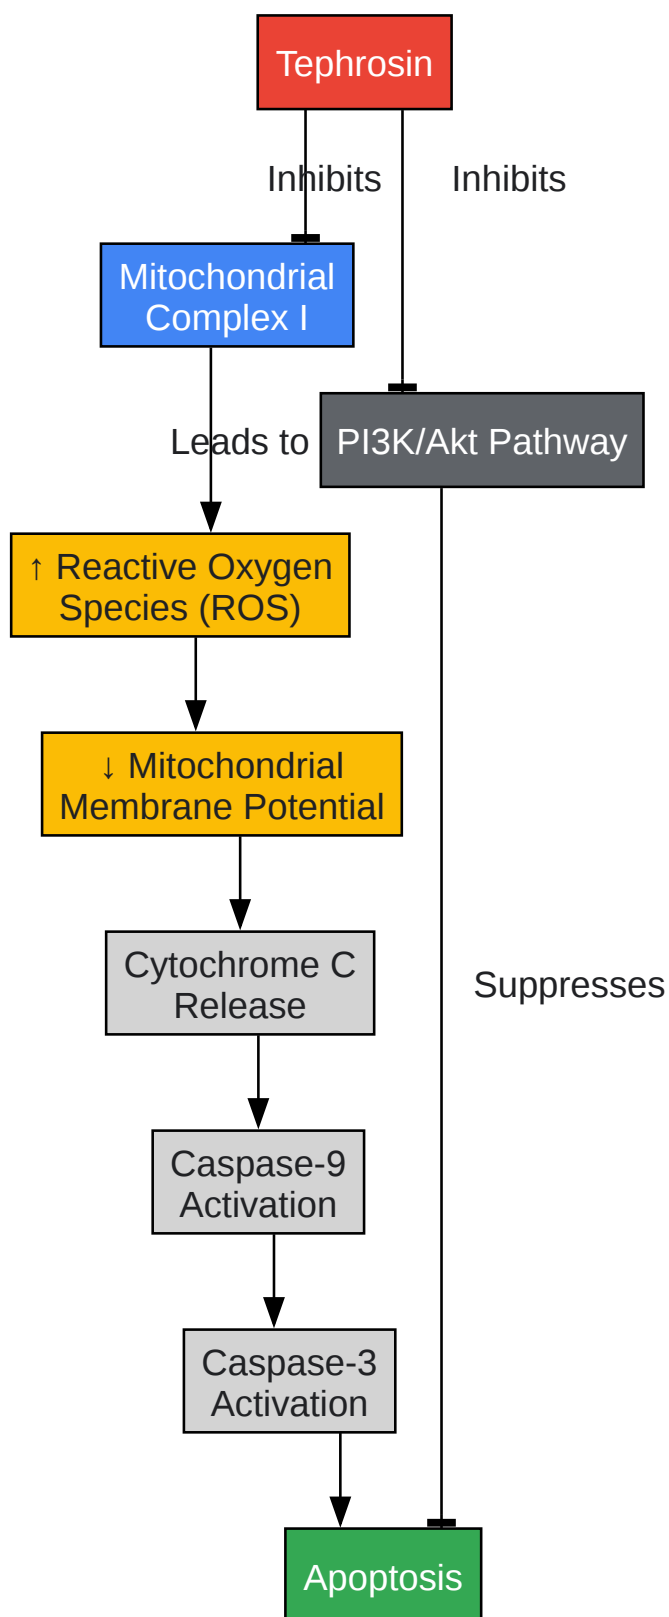 Tephrosin
Inhibits
Inhibits
Mitochondrial
Complex I
Leads to
PI3K/Akt Pathway
↑ Reactive Oxygen
Species (ROS)
↓ Mitochondrial
Membrane Potential
Cytochrome C
Release
Suppresses
Caspase-9
Activation
Caspase-3
Activation
Apoptosis